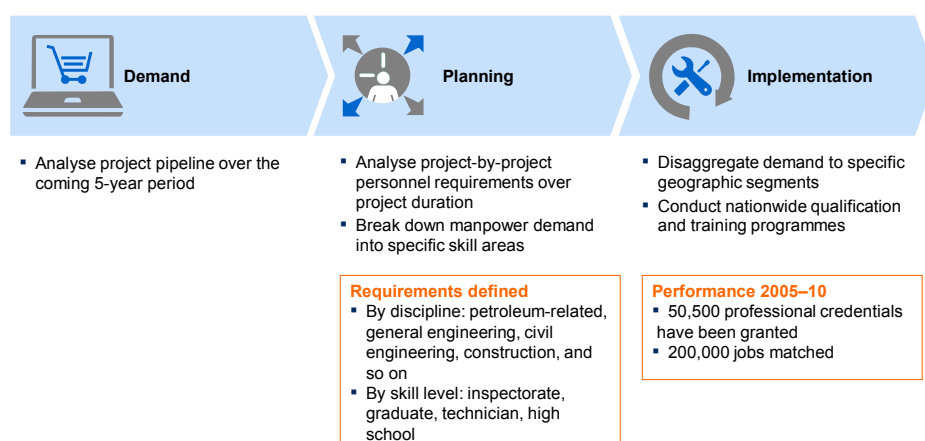 Demand
Planning
Implementation
▪ Analyse project pipeline over the
coming 5-year period
▪ Analyse project-by-project
personnel requirements over
project duration
▪ Break down manpower demand
into specific skill areas
Requirements defined
▪ By discipline: petroleum-related,
general engineering, civil
engineering, construction, and
so on
▪ By skill level: inspectorate,
graduate, technician, high
school
▪ Disaggregate demand to specific
geographic segments
▪ Conduct nationwide qualification
and training programmes
Performance 2005–10
▪ 50,500 professional credentials
have been granted
▪ 200,000 jobs matched